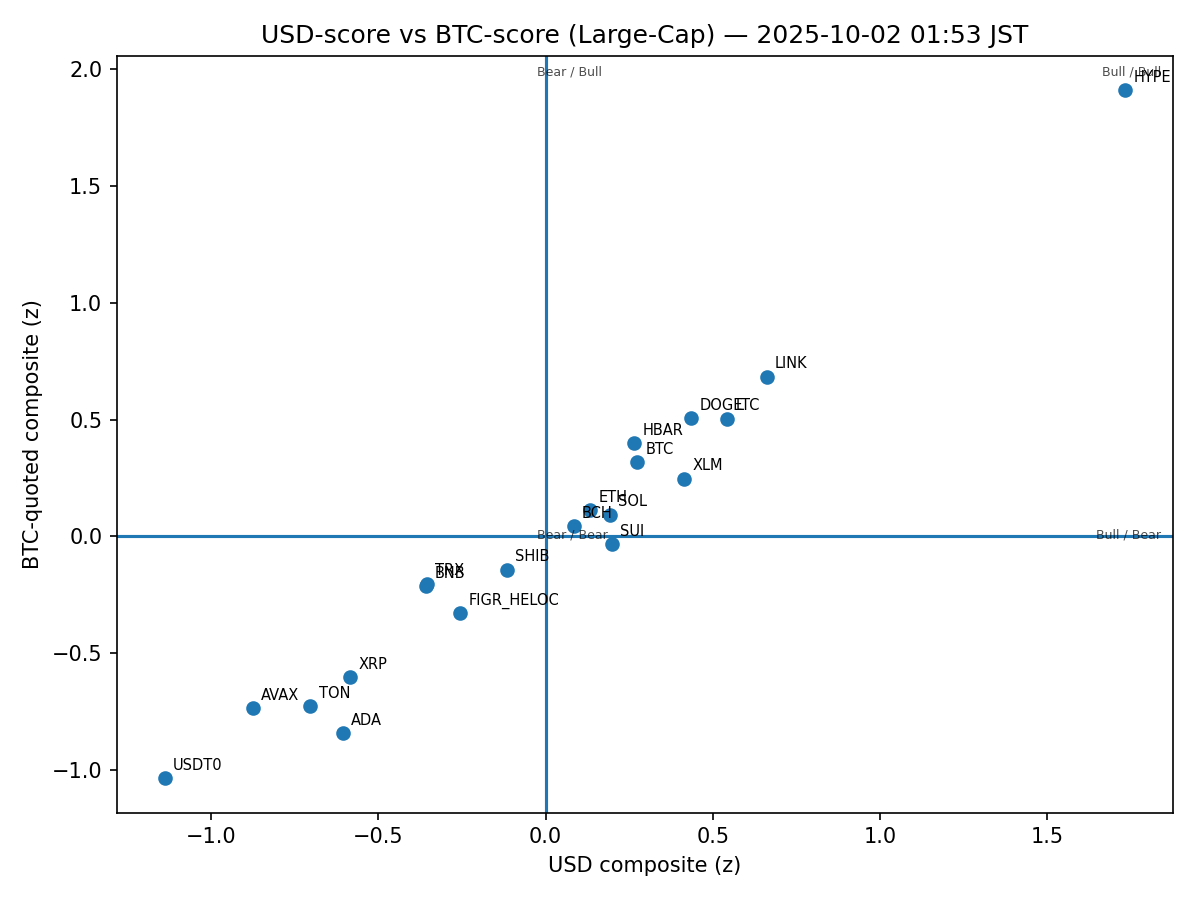 USD-score vs BTC-score (Large-Cap) — 2025-10-02 01:53 JST
BTC-quoted composite (z)
2.0
1.5
1.0
0.5
0.0
−0.5
−1.0
Bear / Bull
Bull / Bull
HYPE
LINK
DOGE
LTC
HBAR
BTC
XLM
ETH
SOL
BCH
SUI
Bear / Bear
Bull / Bear
SHIB
TRX
BNB
FIGR_HELOC
XRP
AVAX
TON
ADA
USDT0
−1.0
−0.5
0.0
0.5
1.0
1.5
USD composite (z)